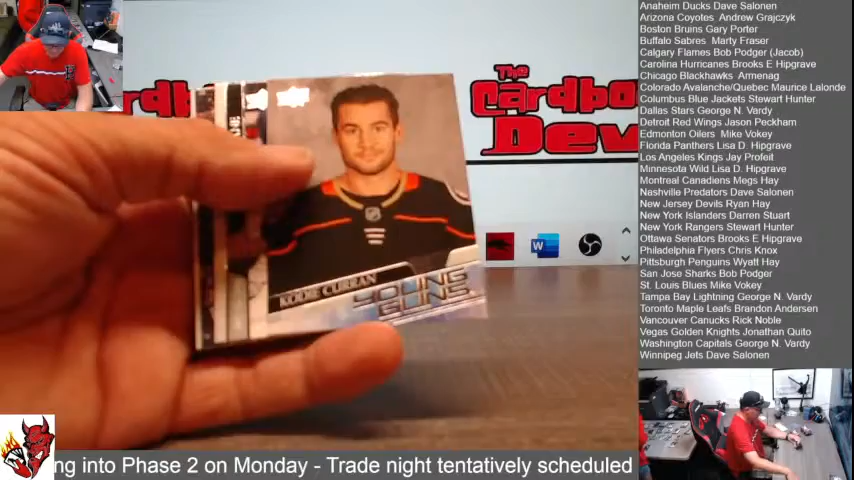 The
Cardbo
Dev
rdb
KODIE CURRAN
YOUNG
GUNS
W
Anaheim Ducks Dave Salonen
Arizona Coyotes Andrew Grajczyk
Boston Bruins Gary Porter
Buffalo Sabres Marty Fraser
Calgary Flames Bob Podger (Jacob)
Carolina Hurricanes Brooks E Hipgrave
Chicago Blackhawks Armenag
Colorado Avalanche/Quebec Maurice Lalonde
Columbus Blue Jackets Stewart Hunter
Dallas Stars George N. Vardy
Detroit Red Wings Jason Peckham
Edmonton Oilers Mike Vokey
Florida Panthers Lisa D Hipgrave
Los Angeles Kings Jay Profeit
Minnesota Wild Lisa D. Hipgrave
Montreal Canadiens Megs Hay
Nashville Predators Dave Salonen
New Jersey Devils Ryan Hay
New York Islanders Darren Stuart
New York Rangers Stewart Hunter
Ottawa Senators Brooks E Hipgrave
Philadelphia Flyers Chris Knox
Pittsburgh Penguins Wyatt Hay
San Jose Sharks Bob Podger
St. Louis Blues Mike Vokey
Tampa Bay Lightning George N. Vardy
Toronto Maple Leafs Brandon Andersen
Vancouver Canucks Rick Noble
Vegas Golden Knights Jonathan Quito
Washington Capitals George N. Vardy
Winnipeg Jets Dave Salonen
ng into Phase 2 on Monday - Trade night tentatively scheduled